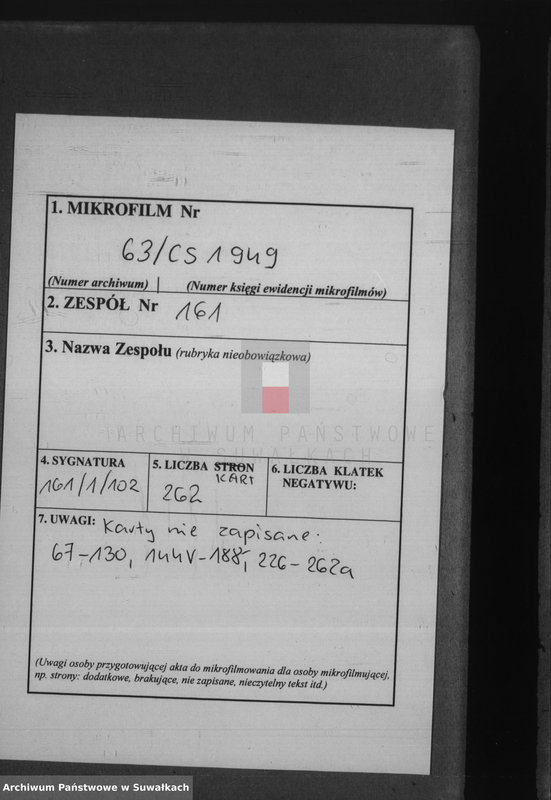 1. MIKROFILM Nr
63/CS 1949
(Numer archiwum) | (Numer księgi ewidencji mikrofilmów)
2. ZESPÓŁ Nr 161
3. Nazwa Zespołu (rubryka nieobowiązkowa)
ARCHIWUM PAŃSTWOWE
W SUWAŁKACH
4. SYGNATURA
161/1/102
5. LICZBA STRON
KART
262
6. LICZBA KLATEK
NEGATYWU:
7. UWAGI: Karty nie zapisane:
67-130, 144v-188, 226-262a
(Uwagi osoby przygotowującej akta do mikrofilmowania dla osoby mikrofilmującej,
np. strony: dodatkowe, brakujące, nie zapisane, nieczytelny tekst itd.)
Archiwum Państwowe w Suwałkach